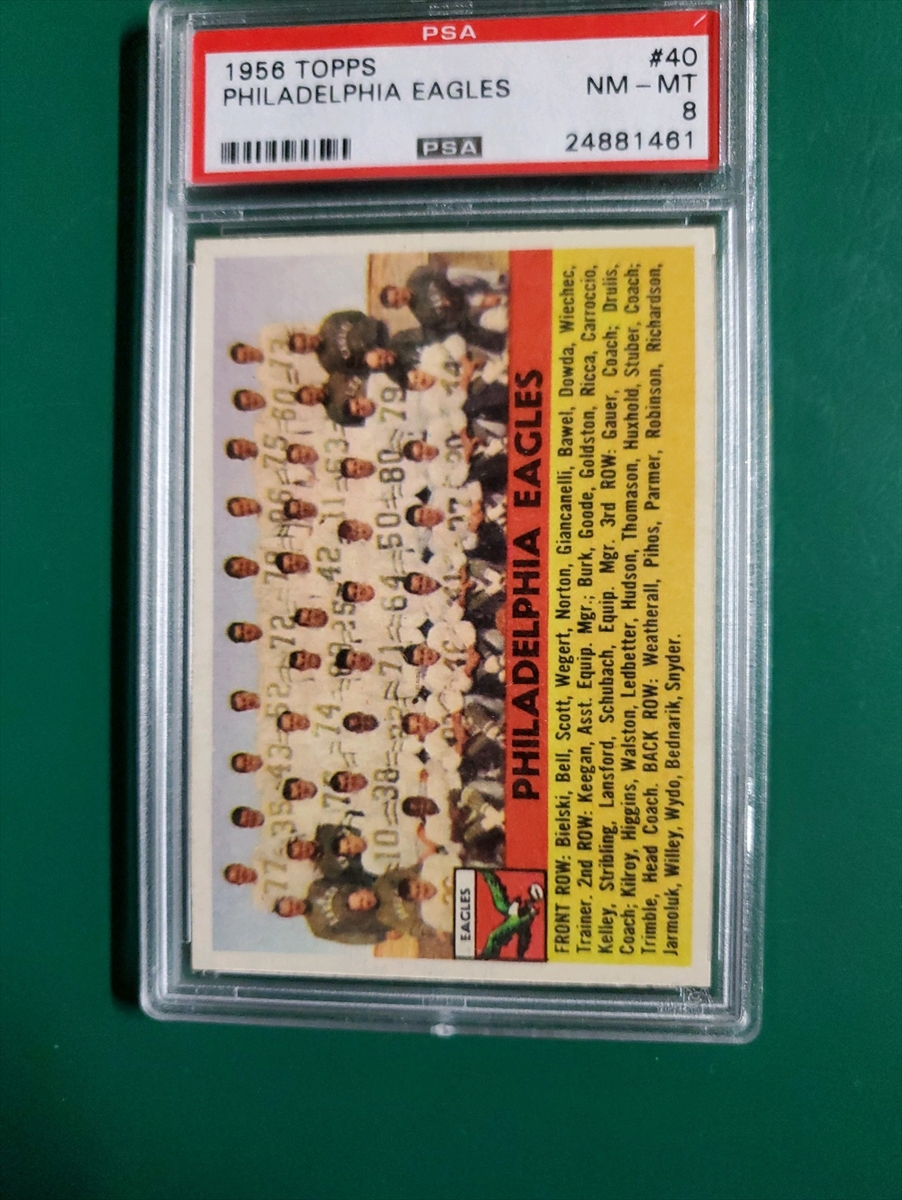 PSA
1956 TOPPS #40
PHILADELPHIA EAGLES NM - MT
8
PSA 24881461
EAGLES
PHILADELPHIA EAGLES
FRONT ROW: Bielski, Bell, Scott, Wegert, Norton, Giancanelli, Bawel, Dowda, Wiechec,
Trainer. 2nd ROW: Keegan, Asst. Equip. Mgr.; Burk, Goode, Goldston, Ricca, Carroccio,
Kelley, Stribling, Lansford, Schubach, Equip. Mgr. 3rd ROW: Gauer, Coach; Drulis,
Coach; Kilroy, Higgins, Walston, Ledbetter, Hudson, Thomason, Huxhold, Stuber, Coach;
Trimble, Head Coach. BACK ROW: Weatherall, Pihos, Parmer, Robinson, Richardson,
Jarmoluk, Willey, Wydo, Bednarik, Snyder.